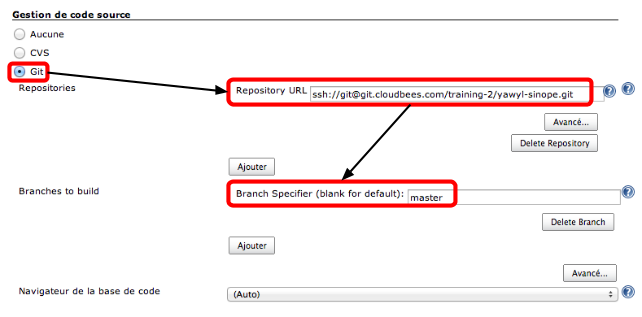 Gestion de code source
Aucune
CVS
Git
Repositories
Repository URL ssh://git@git.cloudbees.com/training-2/yawyl-sinope.git
Avancé...
Delete Repository
Ajouter
Branches to build
Branch Specifier (blank for default): master
Delete Branch
Ajouter
Avancé...
Navigateur de la base de code
(Auto)